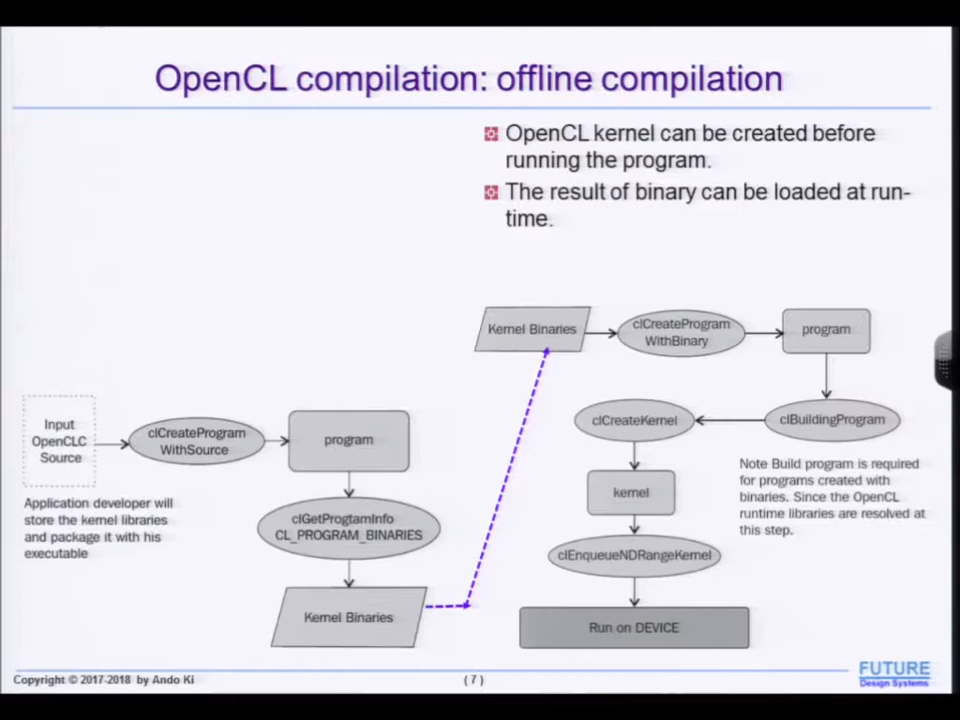 OpenCL compilation: offline compilation
OpenCL kernel can be created before
running the program.
The result of binary can be loaded at run-
time.
Kernel Binaries
clCreateProgram
WithBinary
program
clCreateKernel
clBuildingProgram
kernel
Note Build program is required
for programs created with
binaries. Since the OpenCL
runtime libraries are resolved at
this step.
clEnqueueNDRangeKernel
Run on DEVICE
Input
OpenCLC
Source
clCreateProgram
WithSource
program
Application developer will
store the kernel libraries
and package it with his
executable
clGetProgtamInfo
CL_PROGRAM_BINARIES
Kernel Binaries
Copyright © 2017-2018 by Ando Ki
( 7 )
FUTURE
Design Systems